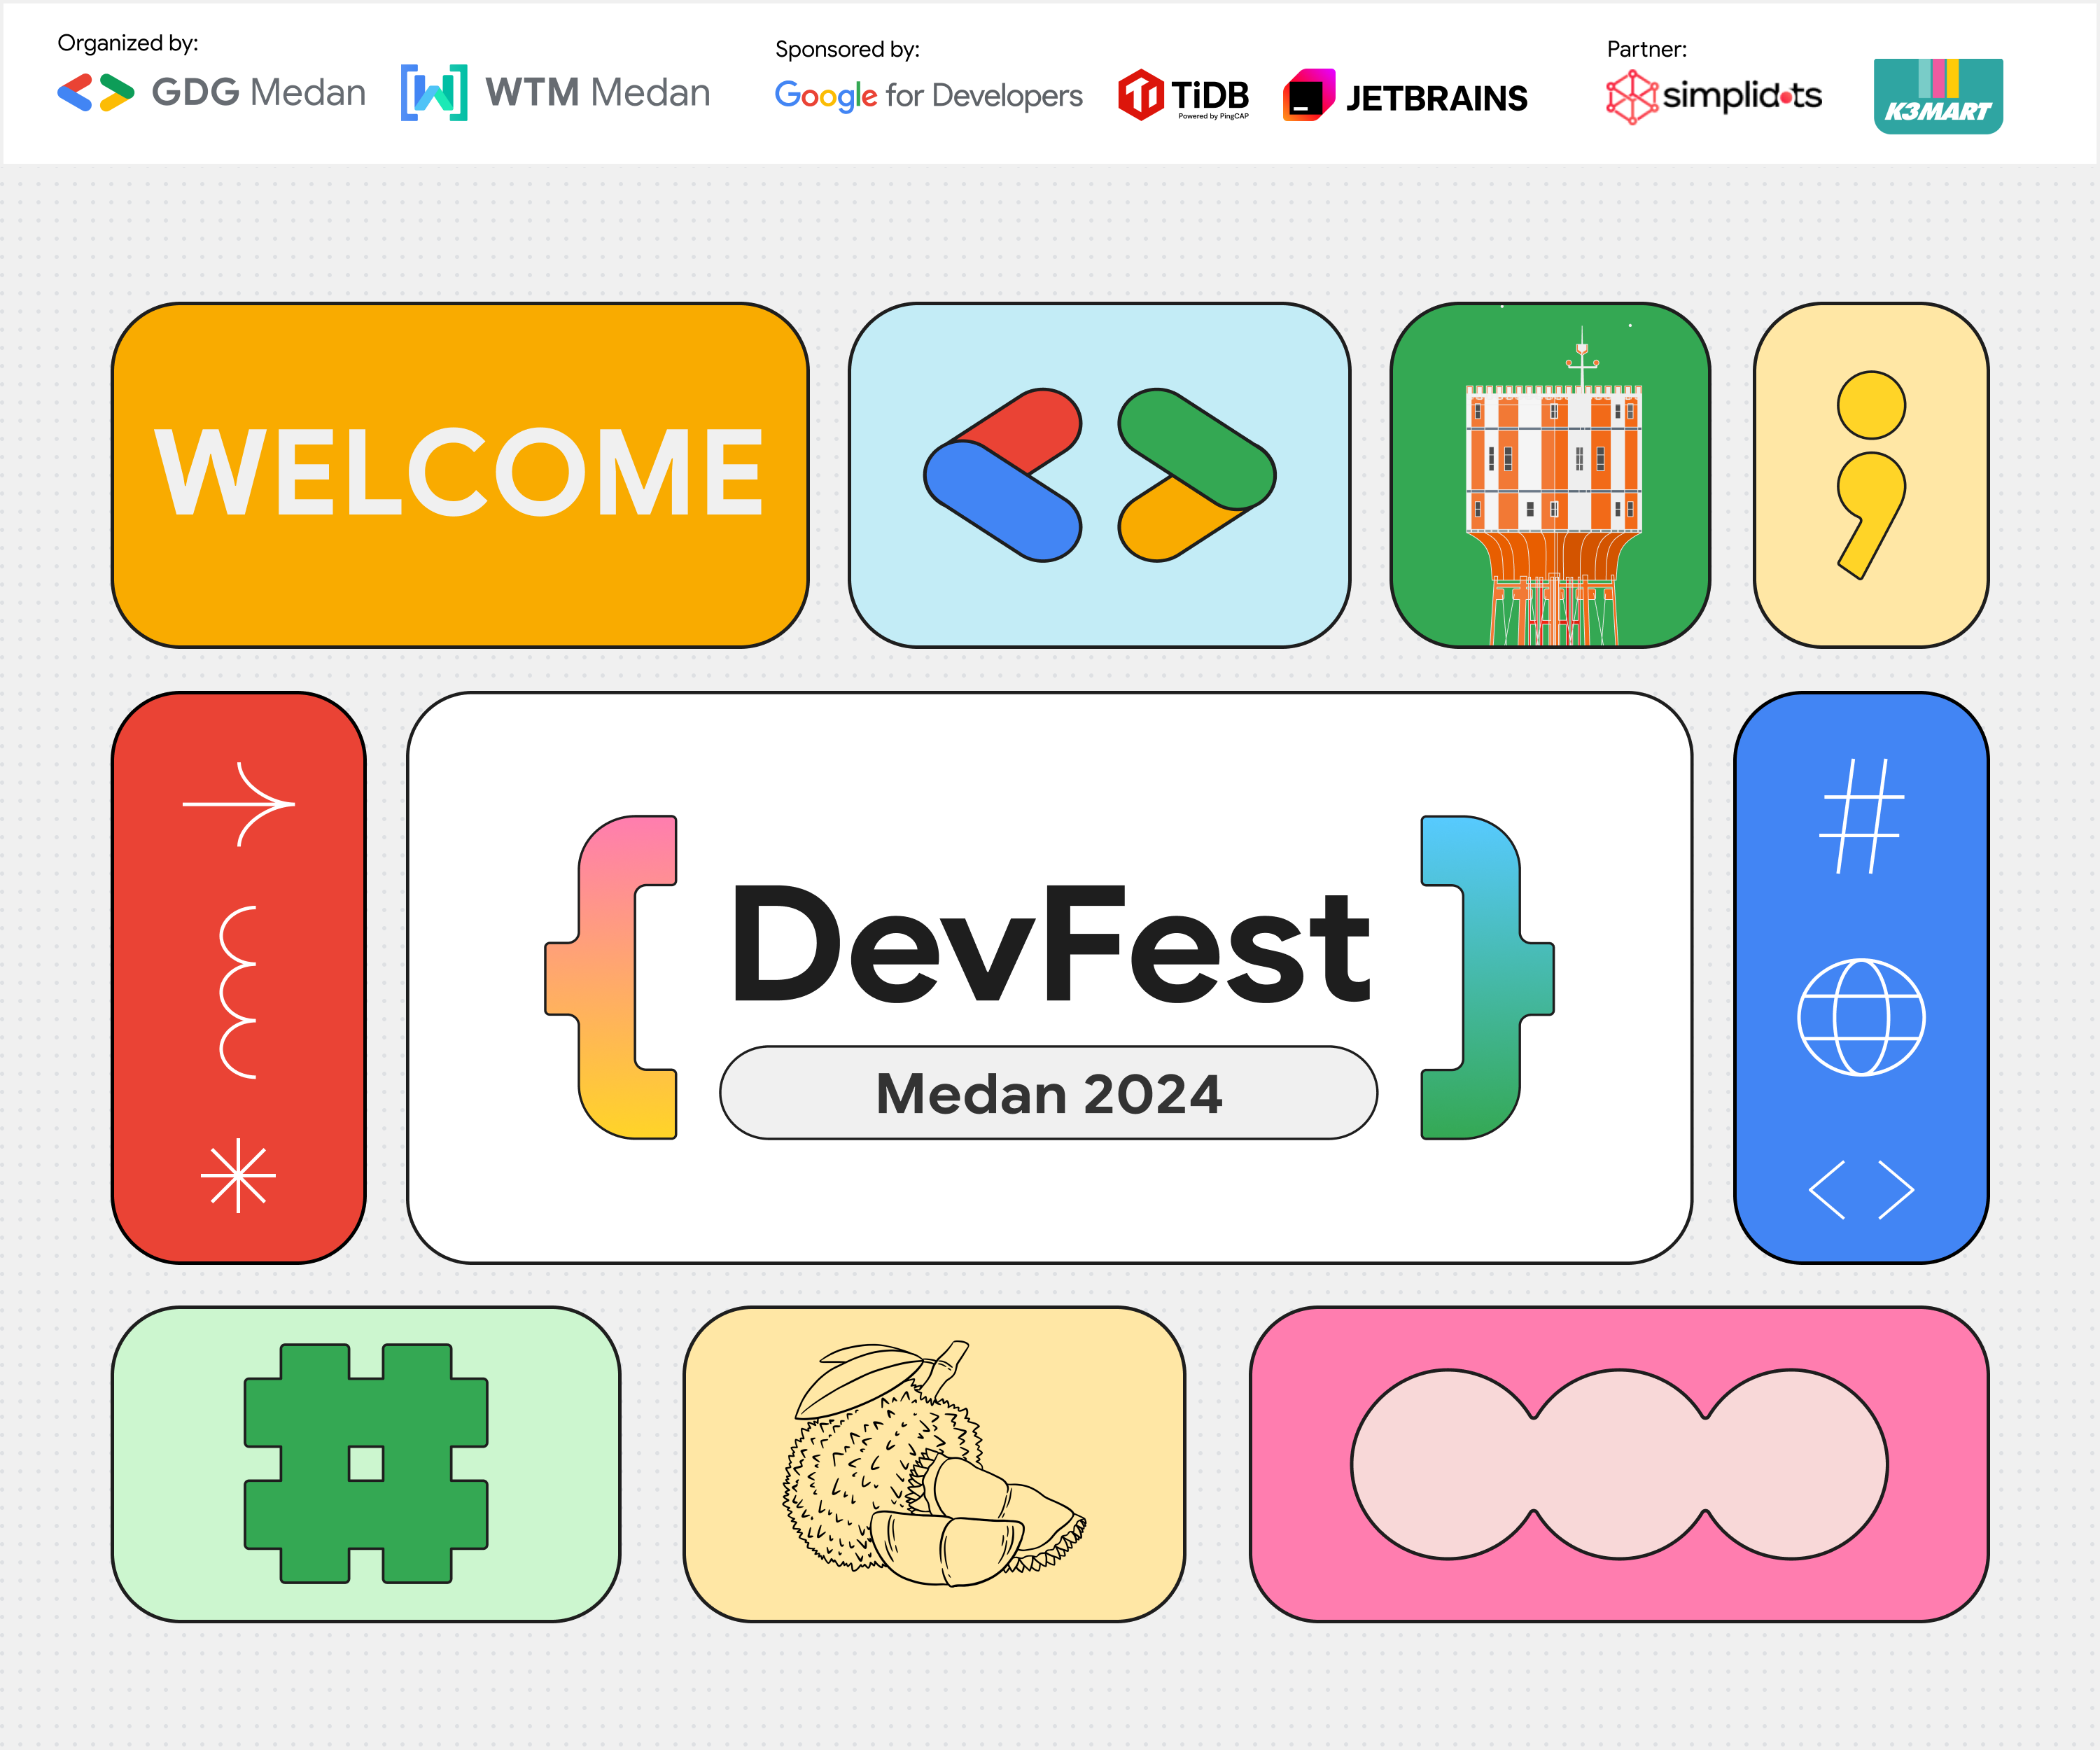 Organized by:
GDG Medan
WTM Medan
Sponsored by:
Google for Developers
TiDB
Powered by PingCAP
JETBRAINS
Partner:
simplidots
K3MART
WELCOME
;
#
< >
{ DevFest }
Medan 2024
#